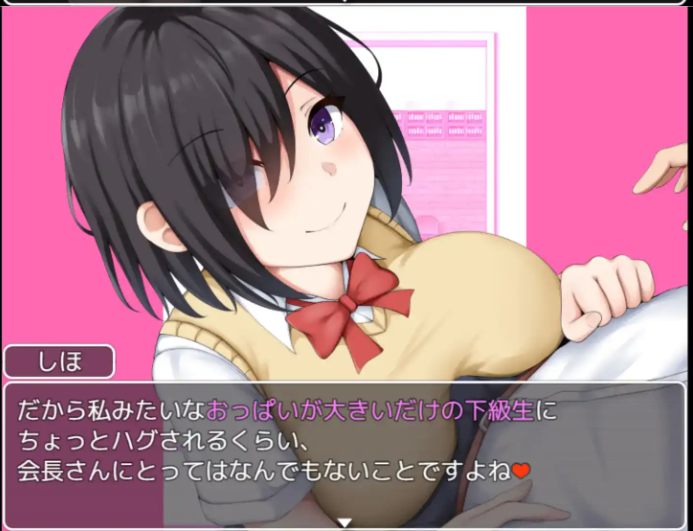 しほ
だから私みたいなおっぱいが大きいだけの下級生に
ちょっとハグされるくらい、
会長さんにとってはなんでもないことですよね♥